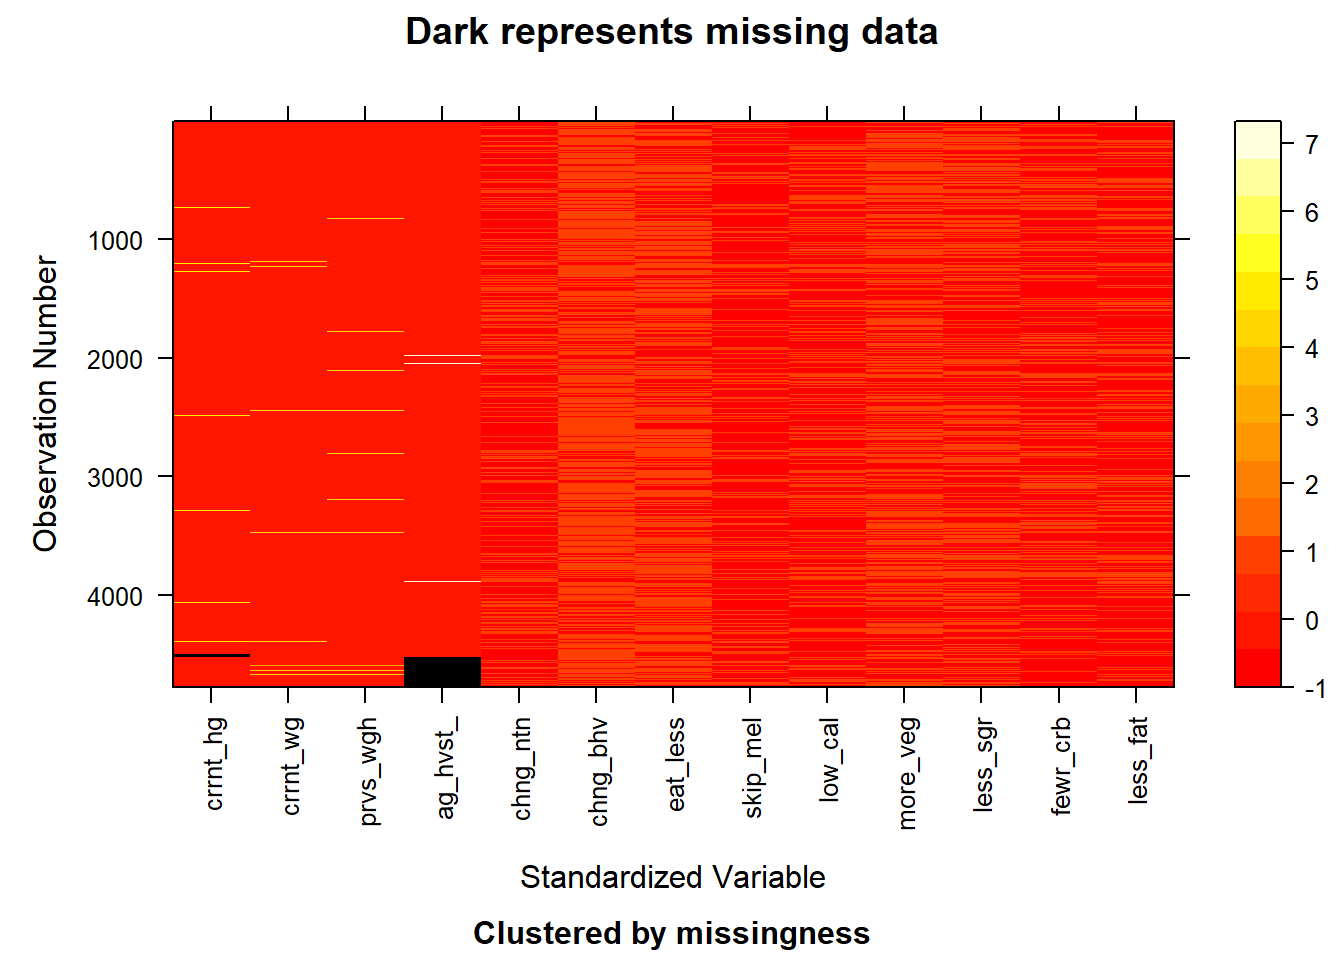 Dark represents missing data
Observation Number
1000
2000
3000
4000
7
6
5
4
3
2
1
0
-1
crrnt_hg
crrnt_wg
prvs_wgh
ag_hvst_
chng_ntn
chng_bhv
eat_less
skip_mel
low_cal
more_veg
less_sgr
fewr_crb
less_fat
Standardized Variable
Clustered by missingness